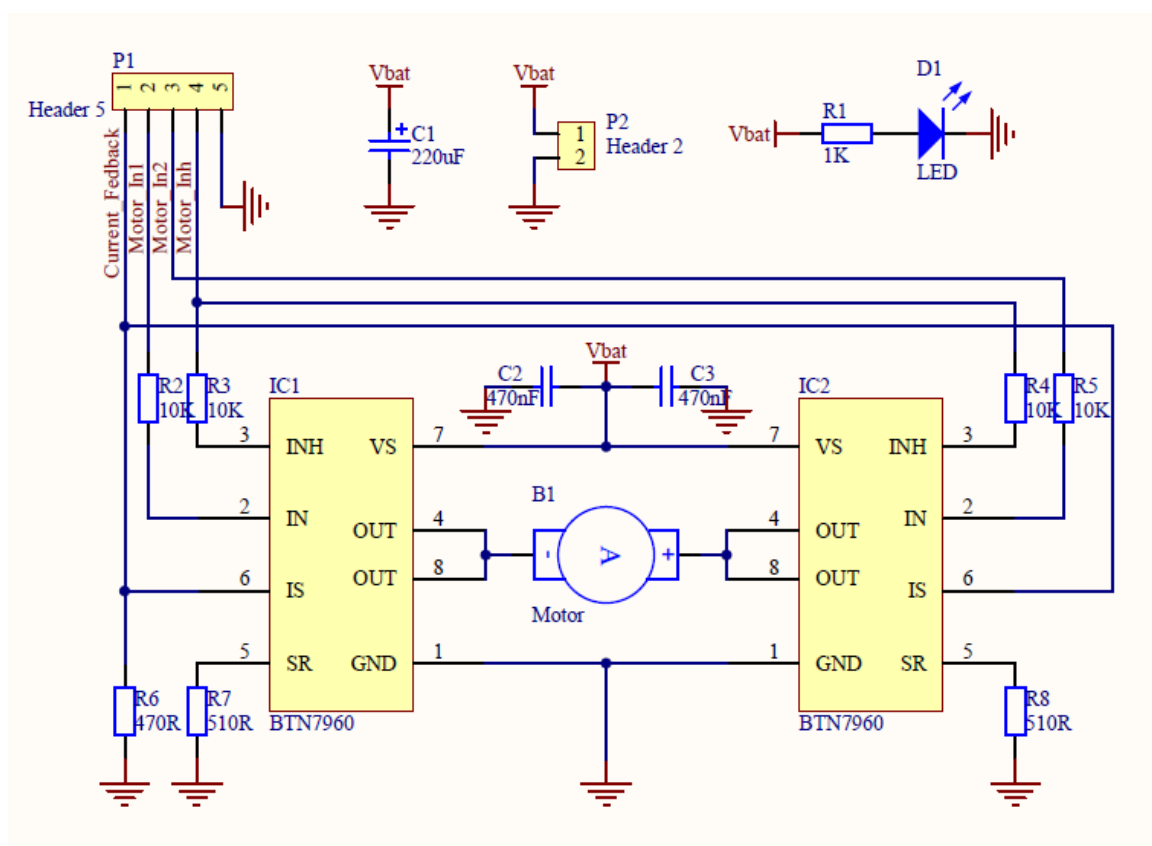 P1
1 2 3 4 5
Header 5
Current_Fedback
Motor_In1
Motor_In2
Motor_Inh
Vbat
C1
220uF
Vbat
1
2
P2
Header 2
D1
Vbat
R1
1K
LED
R2
10K
R3
10K
IC1
3 INH
2 IN
6 IS
5 SR
VS 7
OUT 4
OUT 8
GND 1
BTN7960
Vbat
C2
470nF
C3
470nF
B1
- A +
Motor
IC2
7 VS
4 OUT
8 OUT
1 GND
INH 3
IN 2
IS 6
SR 5
BTN7960
R4
10K
R5
10K
R6
470R
R7
510R
R8
510R